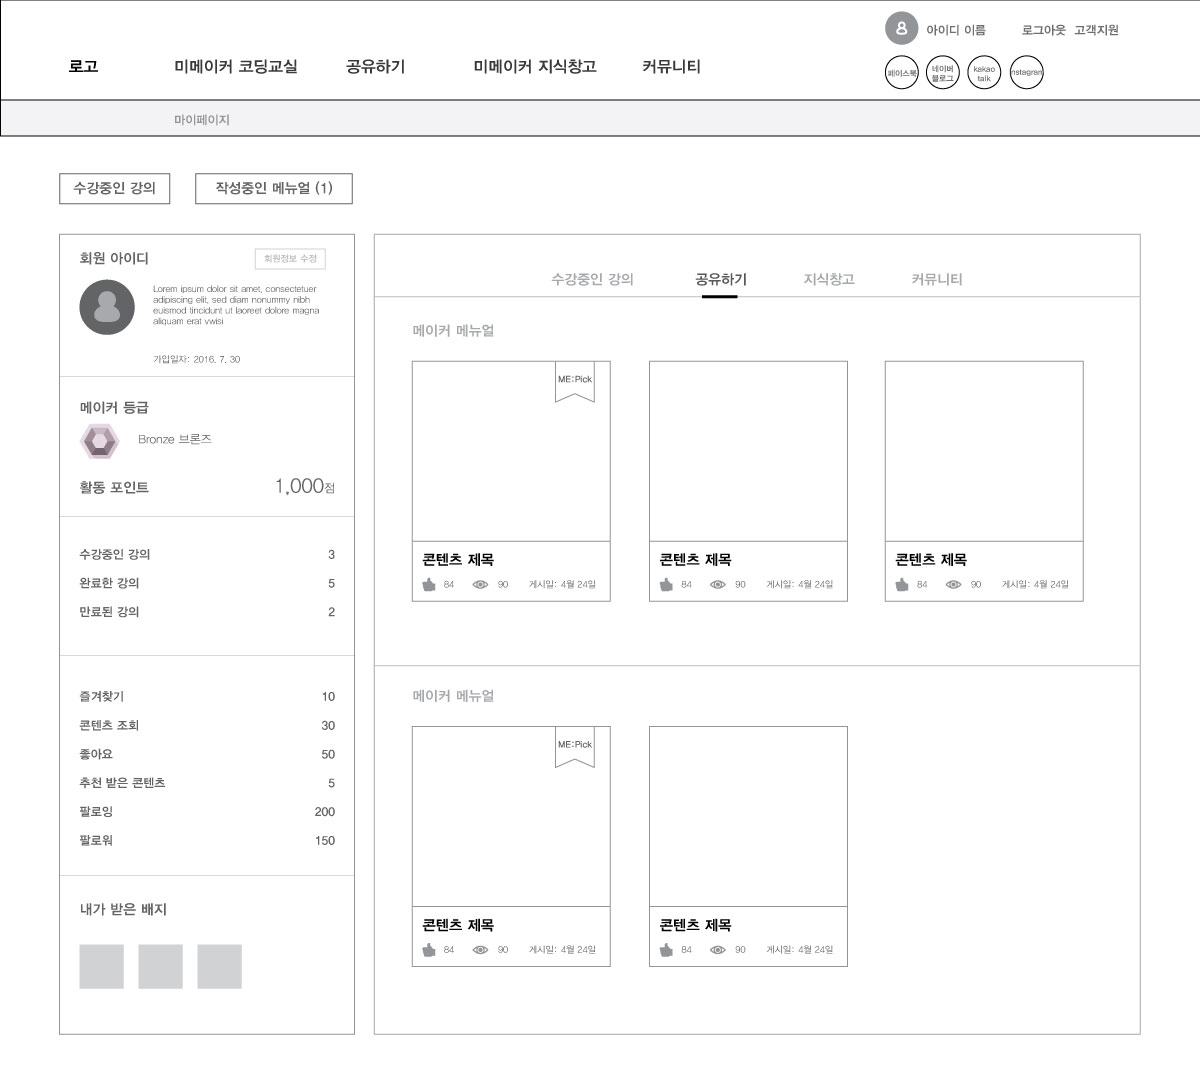 아이디 이름 로그아웃 고객지원
로고 미메이커 코딩교실 공유하기 미메이커 지식창고 커뮤니티
페이스북
네이버
블로그
kakao
talk
nstagram
마이페이지
수강중인 강의
작성중인 메뉴얼 (1)
회원 아이디
회원정보 수정
Lorem ipsum dolor sit amet, consectetuer
adipiscing elit, sed diam nonummy nibh
euismod tincidunt ut laoreet dolore magna
aliquam erat vwisi
가입일자: 2016. 7. 30
메이커 등급
Bronze 브론즈
활동 포인트 1,000점
수강중인 강의 3
완료한 강의 5
만료된 강의 2
즐겨찾기 10
콘텐츠 조회 30
좋아요 50
추천 받은 콘텐츠 5
팔로잉 200
팔로워 150
내가 받은 배지
수강중인 강의 공유하기 지식창고 커뮤니티
메이커 메뉴얼
ME:Pick
콘텐츠 제목
84 90 게시일: 4월 24일
콘텐츠 제목
84 90 게시일: 4월 24일
콘텐츠 제목
84 90 게시일: 4월 24일
메이커 메뉴얼
ME:Pick
콘텐츠 제목
84 90 게시일: 4월 24일
콘텐츠 제목
84 90 게시일: 4월 24일